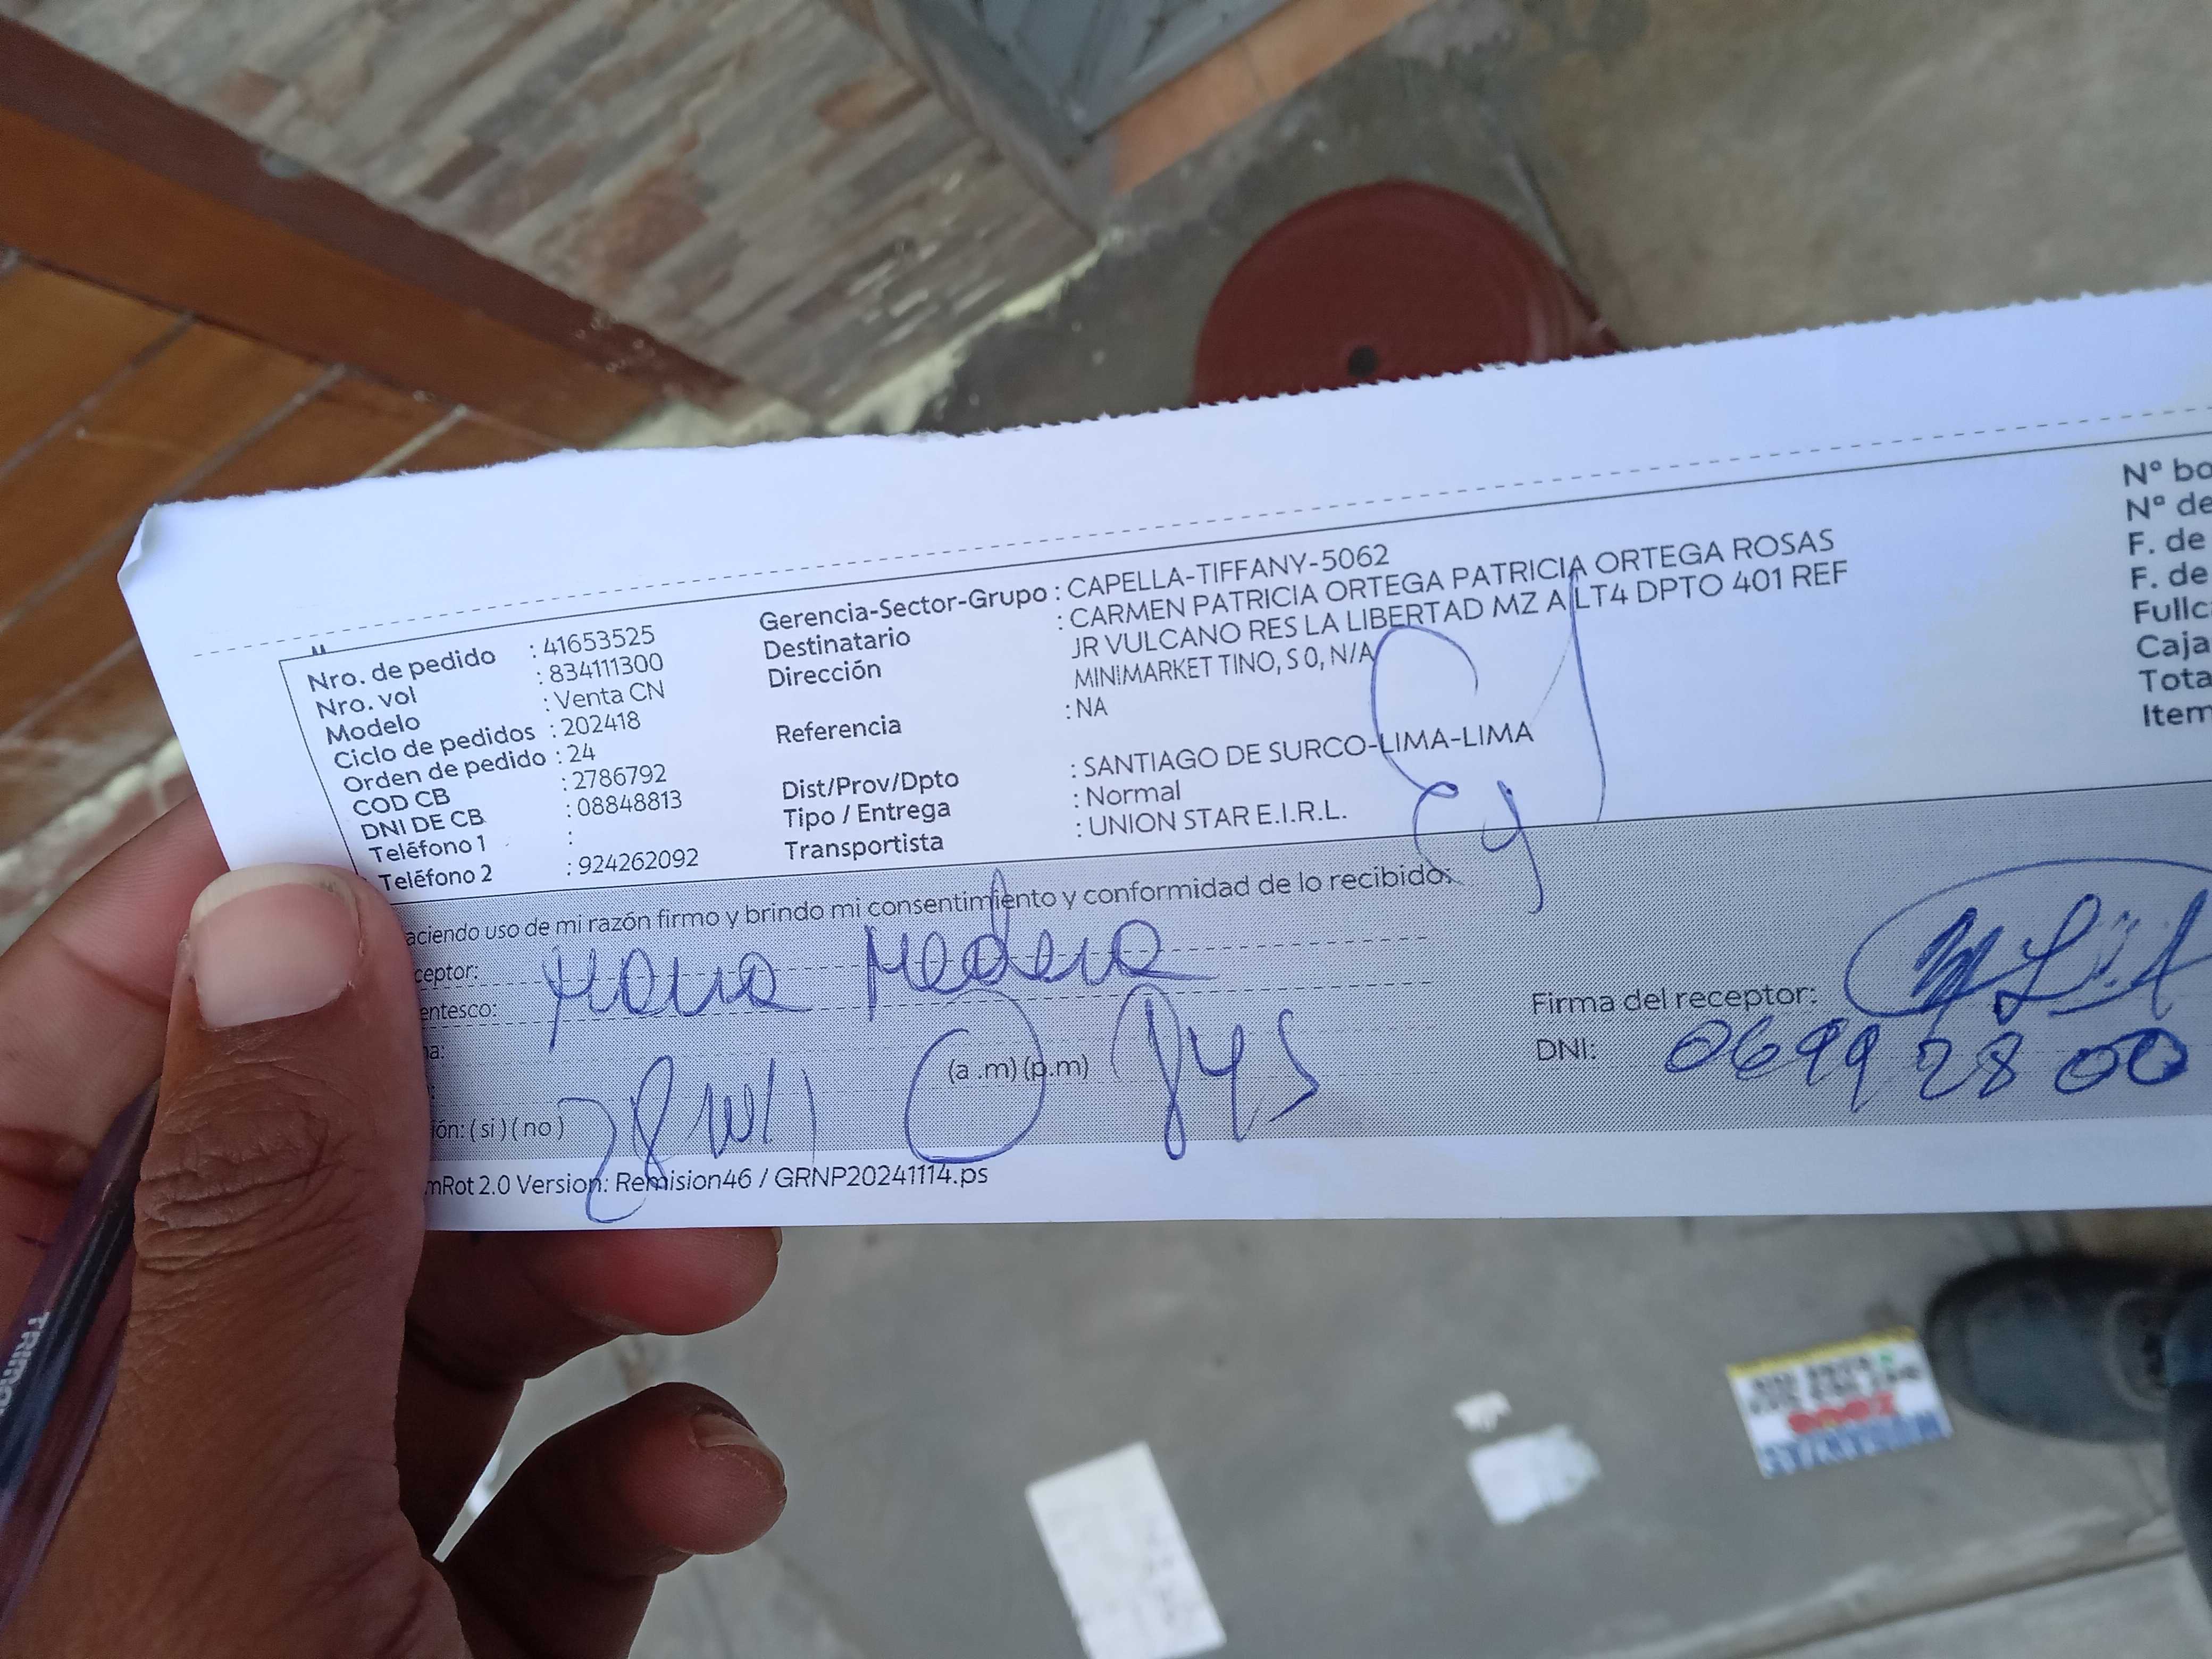 Nro. de pedido : 41653525
Nro. vol : 834111300
Modelo : Venta CN
Ciclo de pedidos : 202418
Orden de pedido : 24
COD CB : 2786792
DNI DE CB : 08848813
Teléfono 1 :
Teléfono 2 : 924262092
Gerencia-Sector-Grupo : CAPELLA-TIFFANY-5062
Destinatario : CARMEN PATRICIA ORTEGA PATRICIA ORTEGA ROSAS
Dirección JR VULCANO RES LA LIBERTAD MZ A LT4 DPTO 401 REF
MINIMARKET TINO, S 0, N/A
Referencia : NA
Dist/Prov/Dpto : SANTIAGO DE SURCO-LIMA-LIMA
Tipo / Entrega : Normal
Transportista : UNION STAR E.I.R.L.
Nº bo
Nº de
F. de
F. de
Fullc
Caja
Tota
Item
aciendo uso de mi razón firmo y brindo mi consentimiento y conformidad de lo recibido.
ceptor:
entesco:
na:
(a .m) (p.m)
ión: (si) (no)
Firma del receptor:
DNI: 06992800
mRot 2.0 Version: Remision46 / GRNP20241114.ps